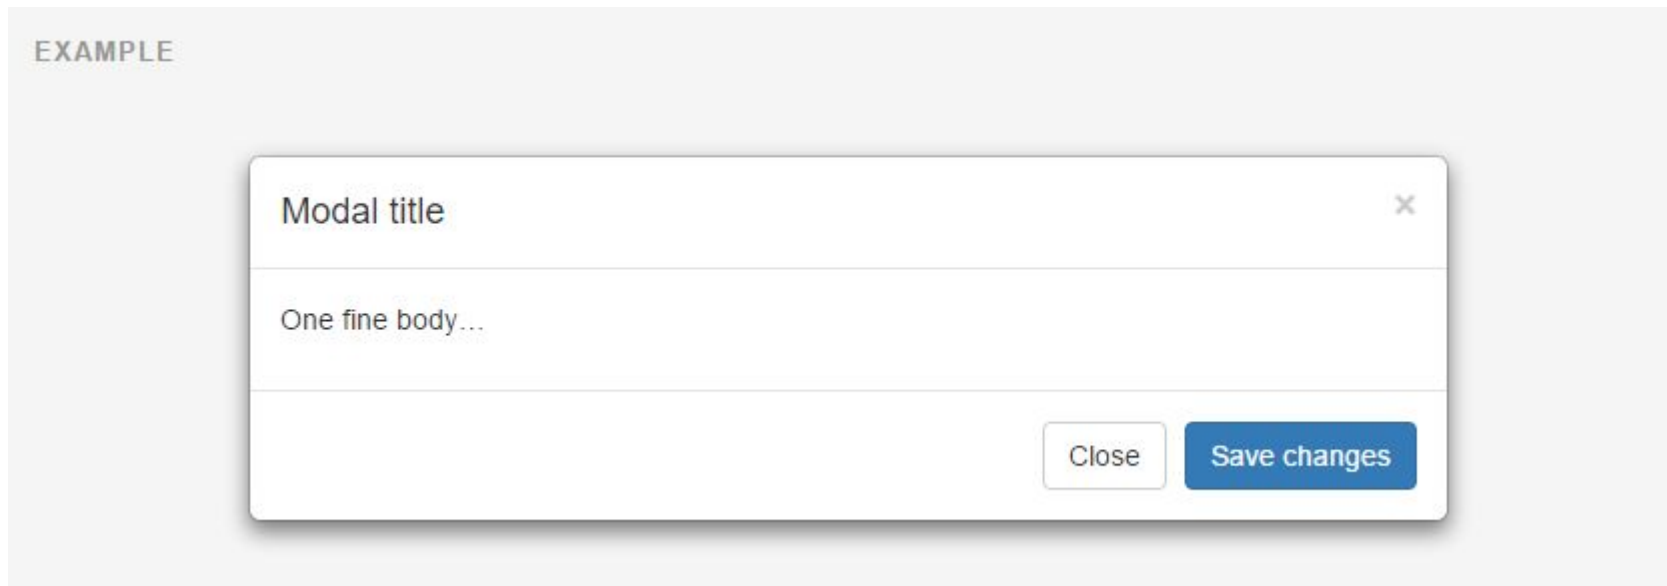 EXAMPLE
Modal title ×
One fine body…
Close Save changes